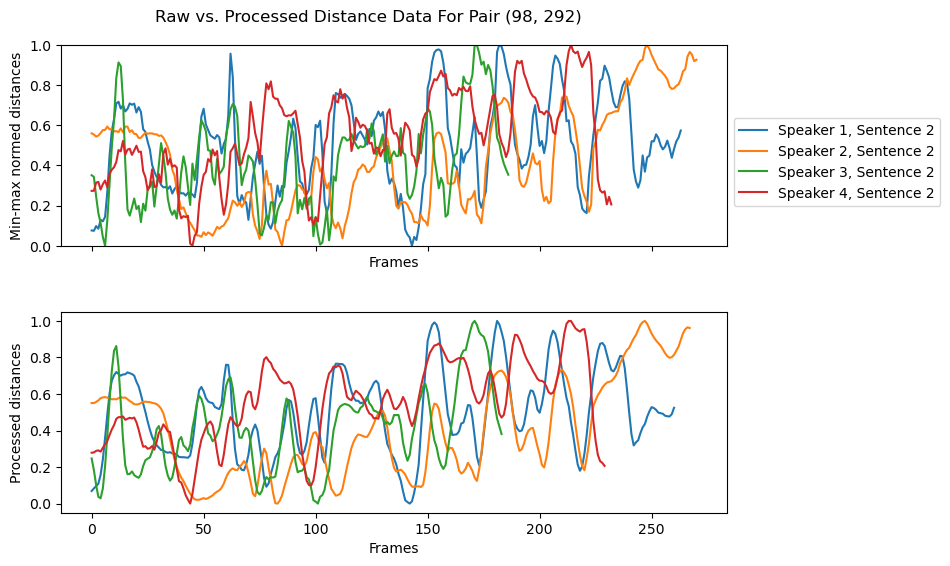 Raw vs. Processed Distance Data For Pair (98, 292)
Min-max normed distances
1.0
0.8
0.6
0.4
0.2
0.0
Frames
Speaker 1, Sentence 2
Speaker 2, Sentence 2
Speaker 3, Sentence 2
Speaker 4, Sentence 2
Processed distances
1.0
0.8
0.6
0.4
0.2
0.0
0 50 100 150 200 250
Frames